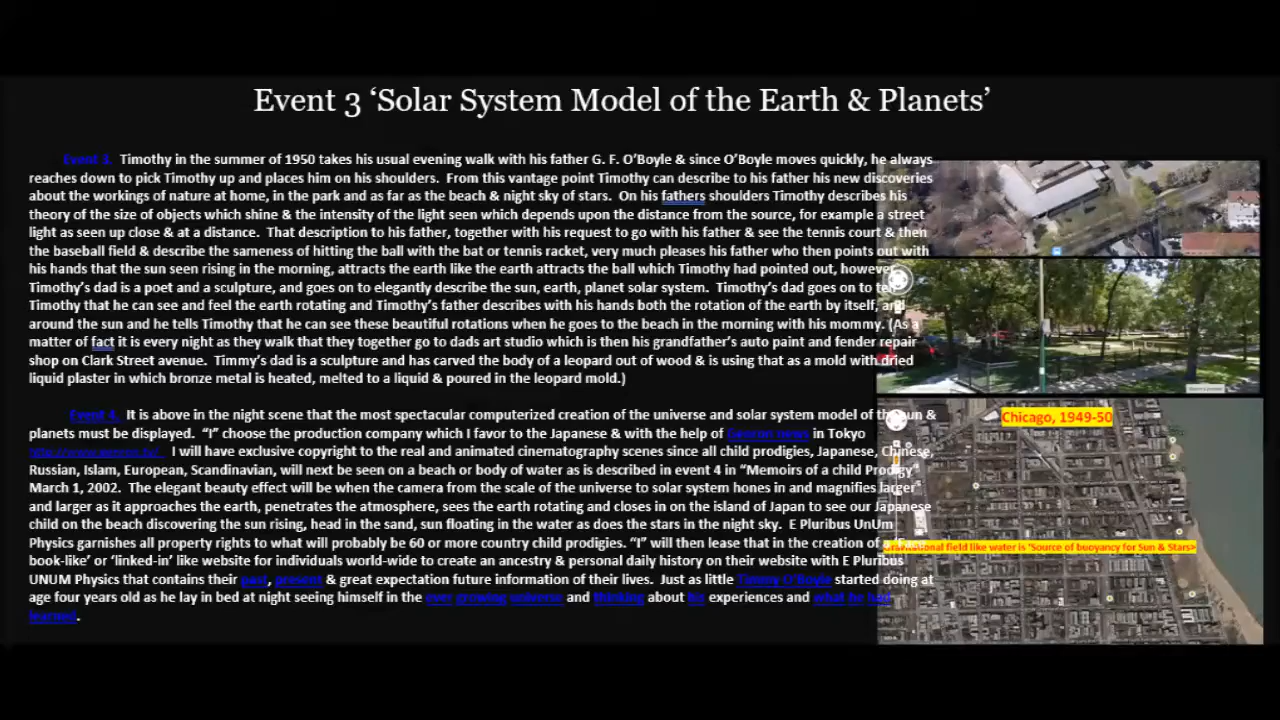 Event 3 ‘Solar System Model of the Earth & Planets’
Event 3. Timothy in the summer of 1950 takes his usual evening walk with his father G. F. O’Boyle & since O’Boyle moves quickly, he always
reaches down to pick Timothy up and places him on his shoulders. From this vantage point Timothy can describe to his father his new discoveries
about the workings of nature at home, in the park and as far as the beach & night sky of stars. On his fathers shoulders Timothy describes his
theory of the size of objects which shine & the intensity of the light seen which depends upon the distance from the source, for example a street
light as seen up close & at a distance. That description to his father, together with his request to go with his father & see the tennis court & then
the baseball field & describe the sameness of hitting the ball with the bat or tennis racket, very much pleases his father who then points out with
his hands that the sun seen rising in the morning, attracts the earth like the earth attracts the ball which Timothy had pointed out, however
Timothy’s dad is a poet and a sculpture, and goes on to elegantly describe the sun, earth, planet solar system. Timothy’s dad goes on to tell
Timothy that he can see and feel the earth rotating and Timothy’s father describes with his hands both the rotation of the earth by itself, and
around the sun and he tells Timothy that he can see these beautiful rotations when he goes to the beach in the morning with his mommy. (As a
matter of fact it is every night as they walk that they together go to dads art studio which is then his grandfather’s auto paint and fender repair
shop on Clark Street avenue. Timmy’s dad is a sculpture and has carved the body of a leopard out of wood & is using that as a mold with dried
liquid plaster in which bronze metal is heated, melted to a liquid & poured in the leopard mold.)
Event 4. It is above in the night scene that the most spectacular computerized creation of the universe and solar system model of the sun &
planets must be displayed. “I” choose the production company which I favor to the Japanese & with the help of news in Tokyo
I will have exclusive copyright to the real and animated cinematography scenes since all child prodigies, Japanese, Chinese,
Russian, Islam, European, Scandinavian, will next be seen on a beach or body of water as is described in event 4 in “Memoirs of a child Prodigy”
March 1, 2002. The elegant beauty effect will be when the camera from the scale of the universe to solar system hones in and magnifies larger
and larger as it approaches the earth, penetrates the atmosphere, sees the earth rotating and closes in on the island of Japan to see our Japanese
child on the beach discovering the sun rising, head in the sand, sun floating in the water as does the stars in the night sky. E Pluribus UnUm
Physics garnishes all property rights to what will probably be 60 or more country child prodigies. “I” will then lease that in the creation of a
book-like’ or ‘linked-in’ like website for individuals world-wide to create an ancestry & personal daily history on their website with E Pluribus
UNUM Physics that contains their past, present & great expectation future information of their lives. Just as little Timmy O’Boyle started doing at
age four years old as he lay in bed at night seeing himself in the ever growing universe and thinking about his experiences and what he had
learned.
Chicago, 1949-50
Gravitational field like water is ‘Source of buoyancy for Sun & Stars>